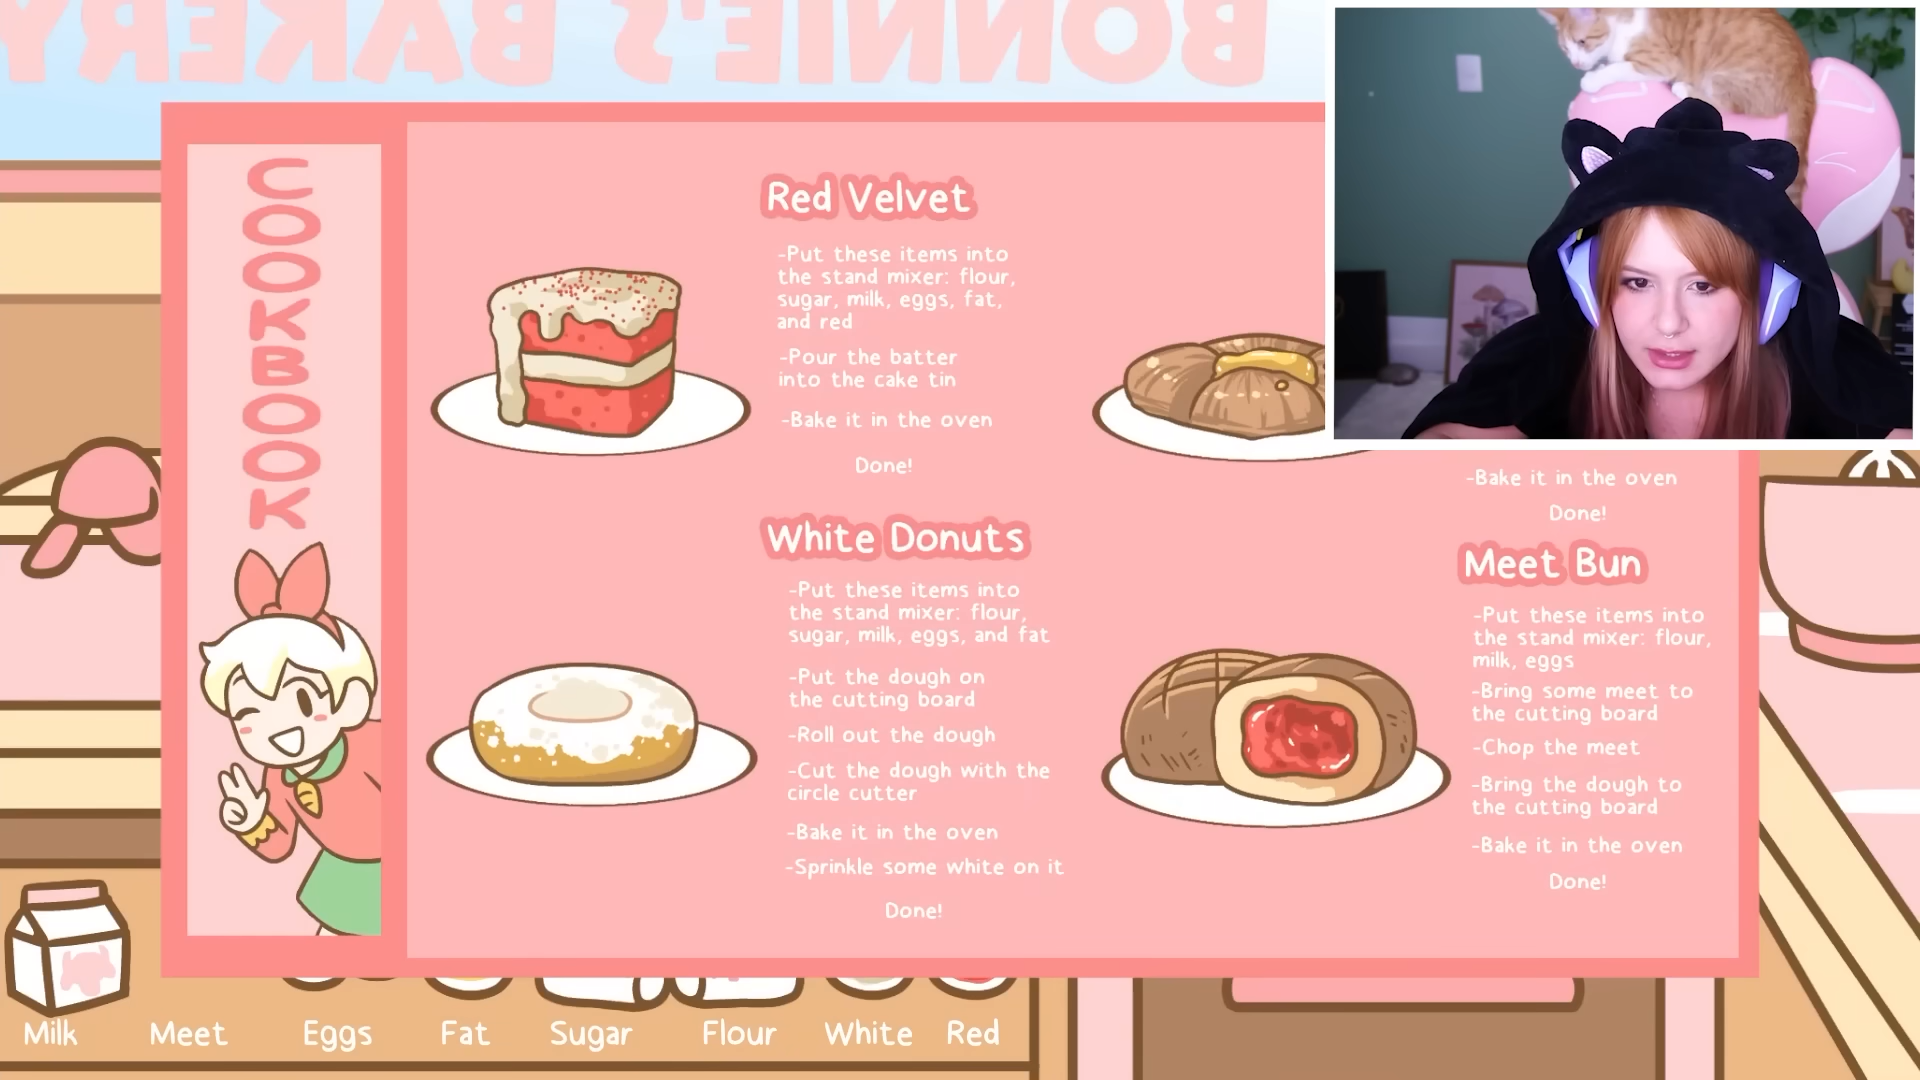 BONNIE'S BAKERY
COOKBOOK
Red Velvet
-Put these items into
the stand mixer: flour,
sugar, milk, eggs, fat,
and red
-Pour the batter
into the cake tin
-Bake it in the oven
Done!
White Donuts
-Put these items into
the stand mixer: flour,
sugar, milk, eggs, and fat
-Put the dough on
the cutting board
-Roll out the dough
-Cut the dough with the
circle cutter
-Bake it in the oven
-Sprinkle some white on it
Done!
-Bake it in the oven
Done!
Meet Bun
-Put these items into
the stand mixer: flour,
milk, eggs
-Bring some meet to
the cutting board
-Chop the meet
-Bring the dough to
the cutting board
-Bake it in the oven
Done!
Milk Meet Eggs Fat Sugar Flour White Red